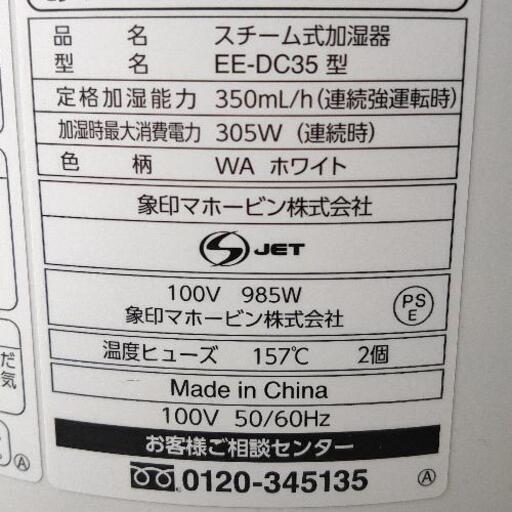 品名 スチーム式加湿器
型名 EE-DC35 型
定格加湿能力 350mL/h(連続強運転時)
加湿時最大消費電力 305W (連続時)
色柄 WA ホワイト
象印マホービン株式会社
S JET
100V 985W
象印マホービン株式会社
PS
E
温度ヒューズ 157℃ 2個
Made in China
100V 50/60Hz
お客様ご相談センター
0120-345135 A
だ
気
A